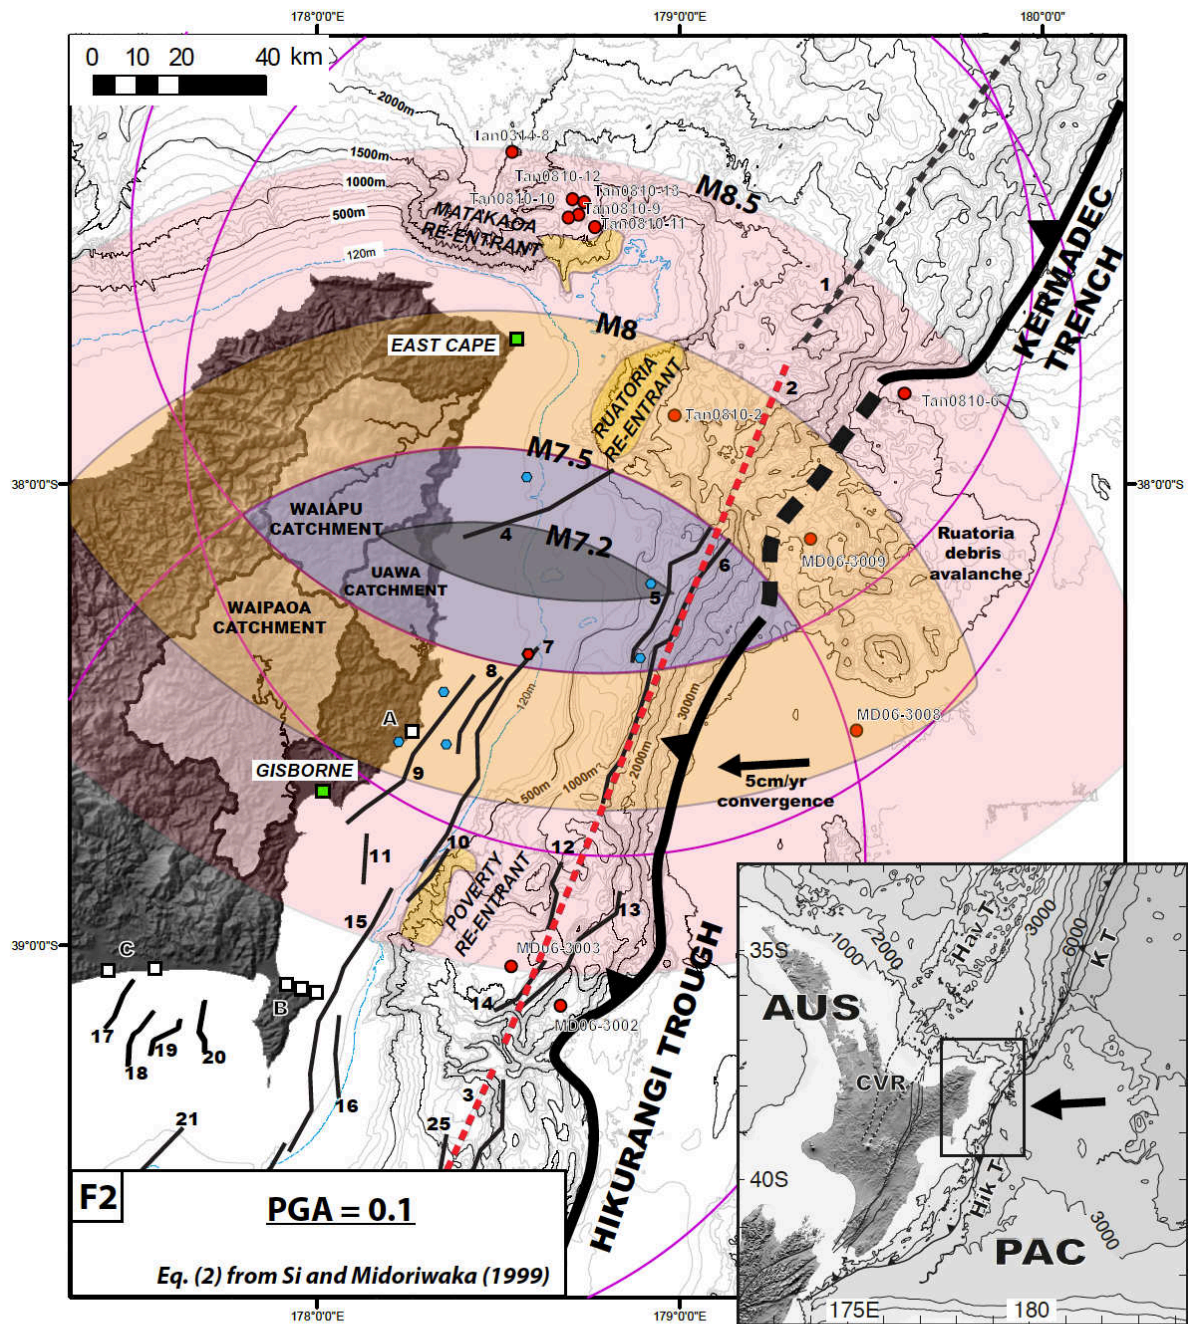 178°0'0"E
179°0'0"E
180°0'0"
0 10 20 40 km
2000m
1500m
1000m
500m
120m
Tan0314-8
Tan0810-12
Tan0810-13
Tan0810-10
Tan0810-9
Tan0810-11
M8.5
MATAKAOA
RE-ENTRANT
KERMADEC
TRENCH
1
M8
EAST CAPE
RUATORIA
RE-ENTRANT
2
Tan0810-6
Tan0810-2
M7.5
38°0'0"S
38°0'0"S
WAIAPU
CATCHMENT
4
M7.2
Ruatoria
debris
avalanche
MD06-3009
6
UAWA
CATCHMENT
5
WAIPAOA
CATCHMENT
7
8
120m
3000m
A
MD06-3008
2000m
GISBORNE
9
500m
1000m
5cm/yr
convergence
10
11
12
POVERTY
RE-ENTRANT
13
15
39°0'0"S
C
MD06-3003
B
14
MD06-3002
HIKURANGI TROUGH
17
18
19
20
16
3
21
25
F2
PGA = 0.1
Eq. (2) from Si and Midoriwaka (1999)
178°0'0"E
179°0'0"E
35S
1000
2000
Hav T
3000
6000
K T
AUS
CVR
40S
Hik T
3000
PAC
175E
180